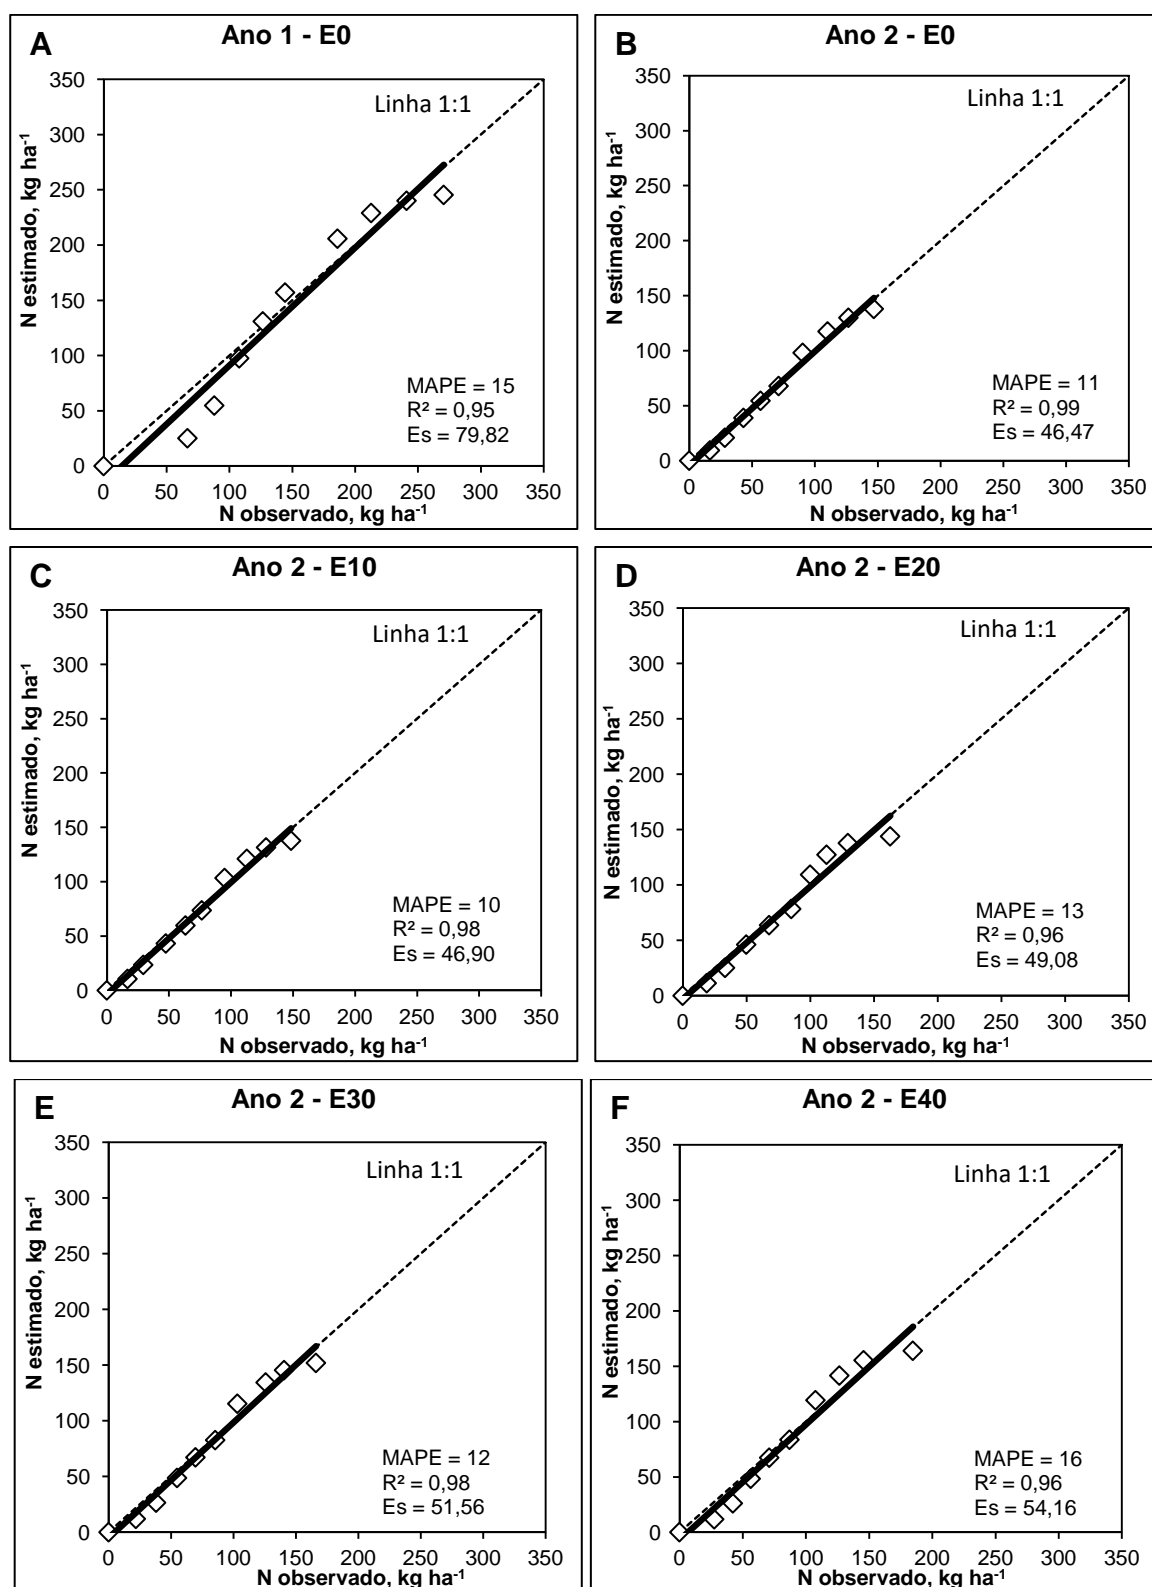 A
Ano 1 - E0
350
300
250
200
150
100
50
0
N estimado, kg ha⁻¹
Linha 1:1
MAPE = 15
R² = 0,95
Es = 79,82
0 50 100 150 200 250 300 350
N observado, kg ha⁻¹
B
Ano 2 - E0
350
300
250
200
150
100
50
0
N estimado, kg ha⁻¹
Linha 1:1
MAPE = 11
R² = 0,99
Es = 46,47
0 50 100 150 200 250 300 350
N observado, kg ha⁻¹
C
Ano 2 - E10
350
300
250
200
150
100
50
0
N estimado, kg ha⁻¹
Linha 1:1
MAPE = 10
R² = 0,98
Es = 46,90
0 50 100 150 200 250 300 350
N observado, kg ha⁻¹
D
Ano 2 - E20
350
300
250
200
150
100
50
0
N estimado, kg ha⁻¹
Linha 1:1
MAPE = 13
R² = 0,96
Es = 49,08
0 50 100 150 200 250 300 350
N observado, kg ha⁻¹
E
Ano 2 - E30
350
300
250
200
150
100
50
0
N estimado, kg ha⁻¹
Linha 1:1
MAPE = 12
R² = 0,98
Es = 51,56
0 50 100 150 200 250 300 350
N observado, kg ha⁻¹
F
Ano 2 - E40
350
300
250
200
150
100
50
0
N estimado, kg ha⁻¹
Linha 1:1
MAPE = 16
R² = 0,96
Es = 54,16
0 50 100 150 200 250 300 350
N observado, kg ha⁻¹